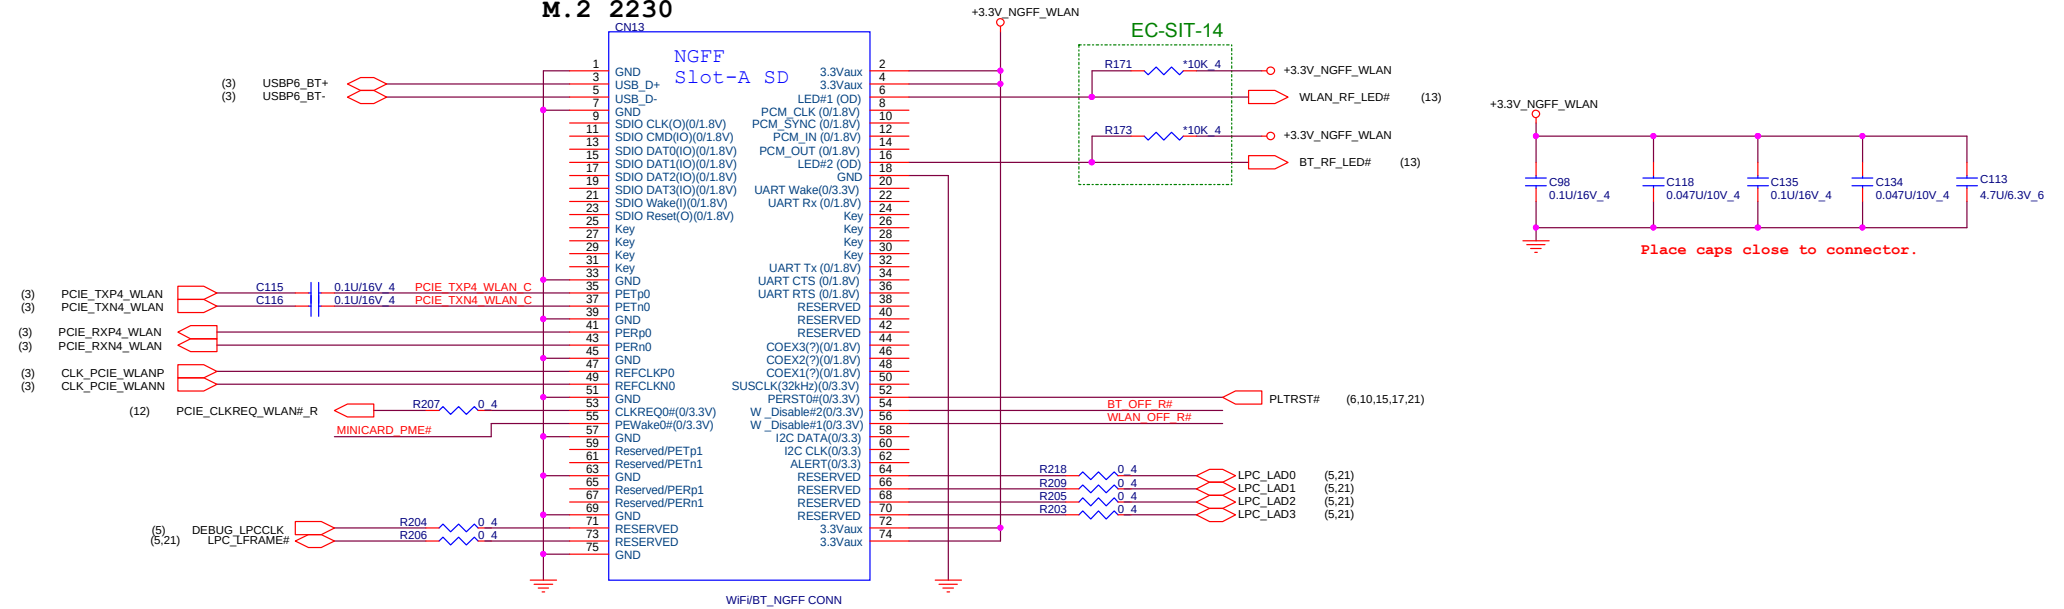 M.2 2230
CN13
NGFF
Slot-A SD
+3.3V_NGFF_WLAN
EC-SIT-14
R171 *10K_4 +3.3V_NGFF_WLAN
WLAN_RF_LED# (13)
R173 *10K_4 +3.3V_NGFF_WLAN
BT_RF_LED# (13)
(3) USBP6_BT+
(3) USBP6_BT-
1 GND
3 USB_D+
5 USB_D-
7 GND
9 SDIO CLK(O)(0/1.8V)
11 SDIO CMD(IO)(0/1.8V)
13 SDIO DAT0(IO)(0/1.8V)
15 SDIO DAT1(IO)(0/1.8V)
17 SDIO DAT2(IO)(0/1.8V)
19 SDIO DAT3(IO)(0/1.8V)
21 SDIO Wake(I)(0/1.8V)
23 SDIO Reset(O)(0/1.8V)
25 Key
27 Key
29 Key
31 Key
33 GND
35 PETp0
37 PETn0
39 GND
41 PERp0
43 PERn0
45 GND
47 REFCLKP0
49 REFCLKN0
51 GND
53 CLKREQ0#(0/3.3V)
55 PEWake0#(0/3.3V)
57 GND
59 Reserved/PETp1
61 Reserved/PETn1
63 GND
65 Reserved/PERp1
67 Reserved/PERn1
69 GND
71 RESERVED
73 RESERVED
75 GND
3.3Vaux 2
3.3Vaux 4
LED#1 (OD) 6
PCM_CLK (0/1.8V) 8
PCM_SYNC (0/1.8V) 10
PCM_IN (0/1.8V) 12
PCM_OUT (0/1.8V) 14
LED#2 (OD) 16
GND 18
UART Wake(0/3.3V) 20
UART Rx (0/1.8V) 22
Key 24
Key 26
Key 28
Key 30
UART Tx (0/1.8V) 32
UART CTS (0/1.8V) 34
UART RTS (0/1.8V) 36
RESERVED 38
RESERVED 40
RESERVED 42
COEX3(?)(0/1.8V) 44
COEX2(?)(0/1.8V) 46
COEX1(?)(0/1.8V) 48
SUSCLK(32kHz)(0/3.3V) 50
PERST0#(0/3.3V) 52
W _Disable#2(0/3.3V) 54
W _Disable#1(0/3.3V) 56
I2C DATA(0/3.3) 58
I2C CLK(0/3.3) 60
ALERT(0/3.3) 62
RESERVED 64
RESERVED 66
RESERVED 68
RESERVED 70
3.3Vaux 72
3.3Vaux 74
(3) PCIE_TXP4_WLAN C115 0.1U/16V_4 PCIE_TXP4_WLAN_C
(3) PCIE_TXN4_WLAN C116 0.1U/16V_4 PCIE_TXN4_WLAN_C
(3) PCIE_RXP4_WLAN
(3) PCIE_RXN4_WLAN
(3) CLK_PCIE_WLANP
(3) CLK_PCIE_WLANN
(12) PCIE_CLKREQ_WLAN#_R R207 0_4
MINICARD_PME#
(5) DEBUG_LPCCLK R204 0_4
(5,21) LPC_LFRAME# R206 0_4
PLTRST# (6,10,15,17,21)
BT_OFF_R#
WLAN_OFF_R#
R218 0_4 LPC_LAD0 (5,21)
R209 0_4 LPC_LAD1 (5,21)
R205 0_4 LPC_LAD2 (5,21)
R203 0_4 LPC_LAD3 (5,21)
WiFi/BT_NGFF CONN
+3.3V_NGFF_WLAN
C98
0.1U/16V_4
C118
0.047U/10V_4
C135
0.1U/16V_4
C134
0.047U/10V_4
C113
4.7U/6.3V_6
Place caps close to connector.